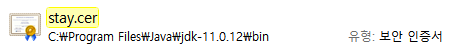 stay.cer
C:₩Program Files₩Java₩jdk-11.0.12₩bin 유형: 보안 인증서